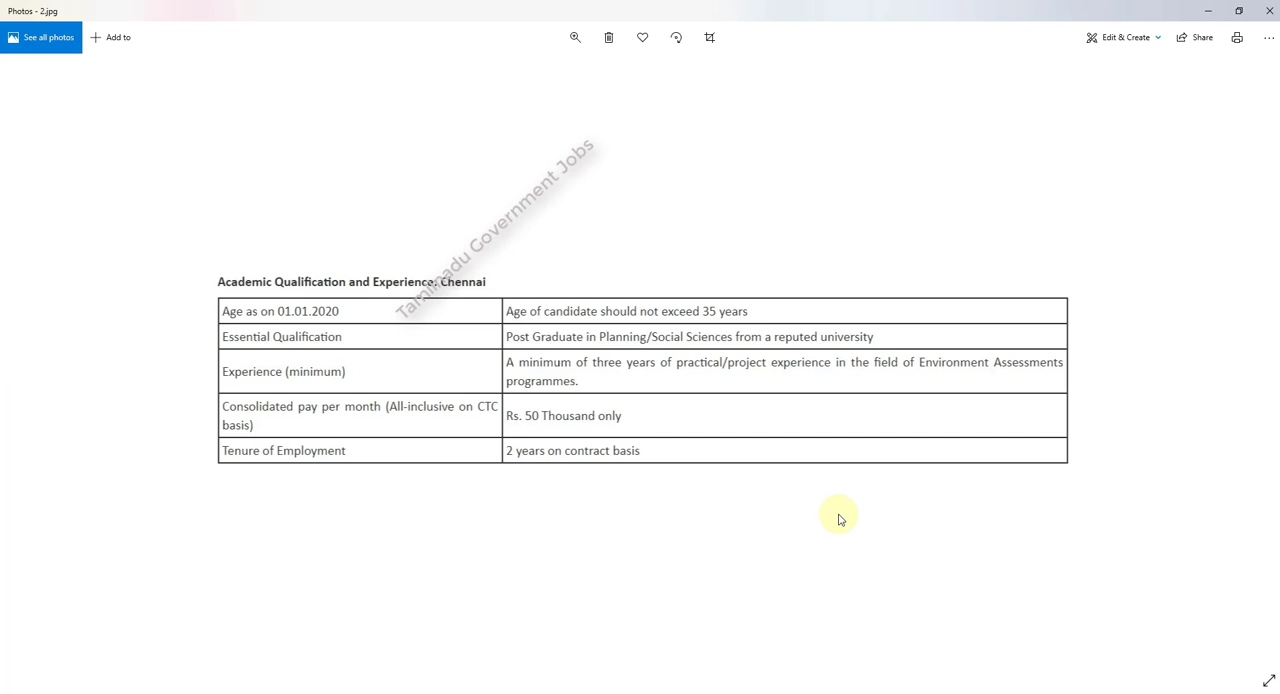 Photos - 2.jpg
See all photos
Add to
Edit & Create
Share
Tamilnadu Government Jobs
Academic Qualification and Experience: Chennai
Age as on 01.01.2020
Age of candidate should not exceed 35 years
Essential Qualification
Post Graduate in Planning/Social Sciences from a reputed university
Experience (minimum)
A minimum of three years of practical/project experience in the field of Environment Assessments
programmes.
Consolidated pay per month (All-inclusive on CTC
basis)
Rs. 50 Thousand only
Tenure of Employment
2 years on contract basis